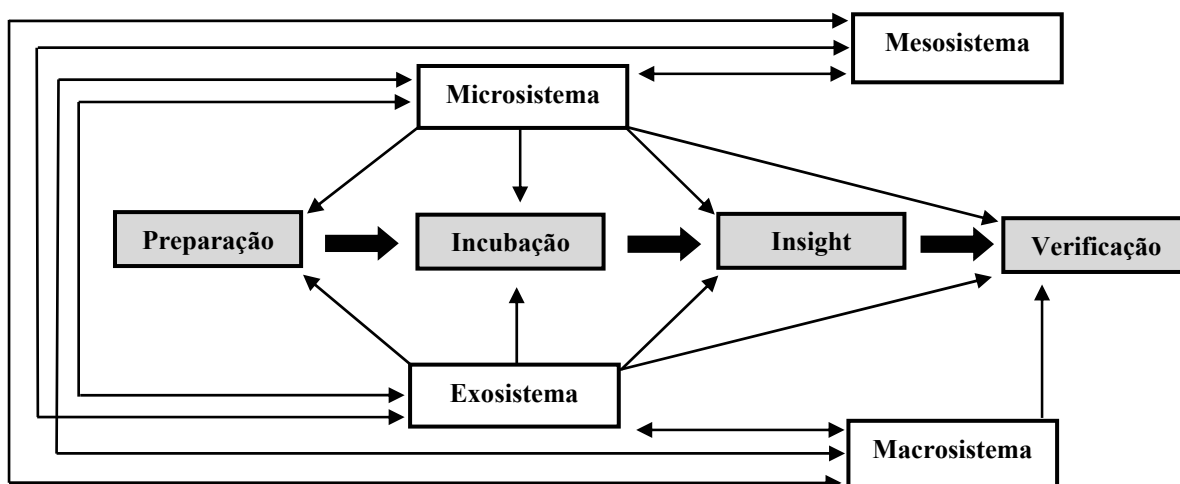 Mesosistema
Microsistema
Preparação
Incubação
Insight
Verificação
Exosistema
Macrosistema